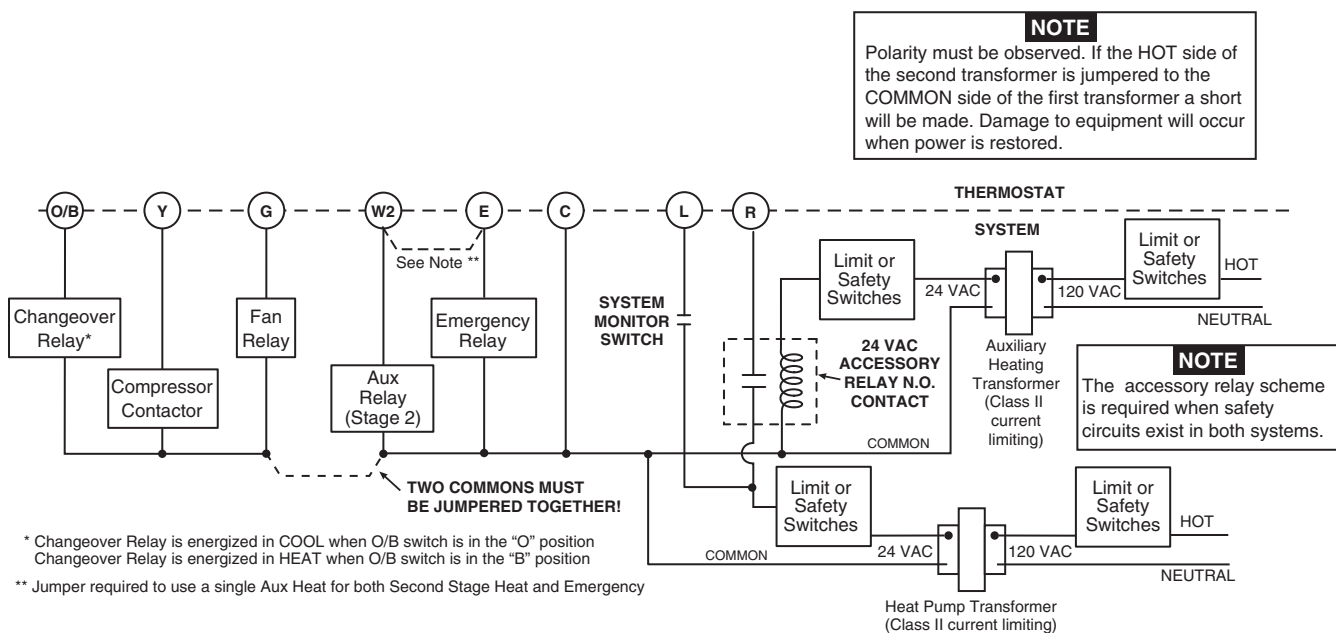 NOTE
Polarity must be observed. If the HOT side of
the second transformer is jumpered to the
COMMON side of the first transformer a short
will be made. Damage to equipment will occur
when power is restored.
THERMOSTAT
O/B
Y
G
W2
E
C
L
R
SYSTEM
See Note **
Limit or
Safety
Switches
24 VAC
120 VAC
Limit or
Safety
Switches
HOT
NEUTRAL
Changeover
Relay*
Compressor
Contactor
Fan
Relay
Aux
Relay
(Stage 2)
Emergency
Relay
SYSTEM
MONITOR
SWITCH
24 VAC
ACCESSORY
RELAY N.O.
CONTACT
Auxiliary
Heating
Transformer
(Class II
current
limiting)
NOTE
The accessory relay scheme
is required when safety
circuits exist in both systems.
COMMON
TWO COMMONS MUST
BE JUMPERED TOGETHER!
Limit or
Safety
Switches
24 VAC
120 VAC
Limit or
Safety
Switches
HOT
NEUTRAL
COMMON
Heat Pump Transformer
(Class II current limiting)
* Changeover Relay is energized in COOL when O/B switch is in the “O” position
Changeover Relay is energized in HEAT when O/B switch is in the “B” position
** Jumper required to use a single Aux Heat for both Second Stage Heat and Emergency